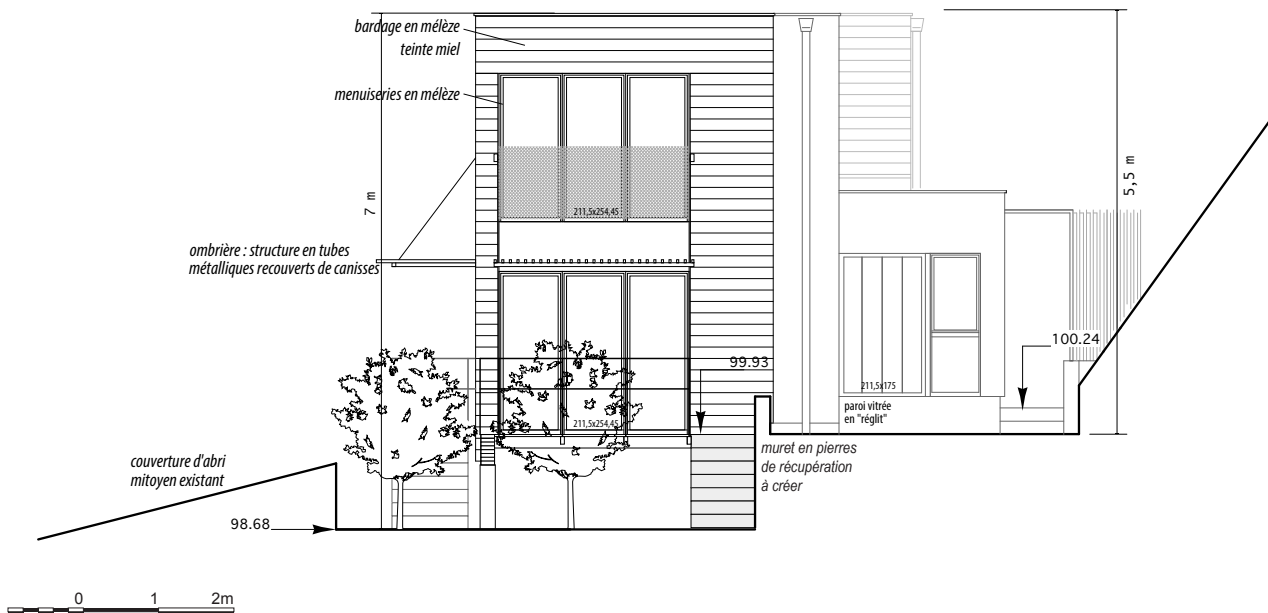 bardage en mélèze
teinte miel
menuiseries en mélèze
7 m
5,5 m
211,5x254,45
ombrière : structure en tubes
métalliques recouverts de canisses
100.24
99.93
211,5x175
paroi vitrée
en "réglit"
211,5x254,45
muret en pierres
de récupération
à créer
couverture d'abri
mitoyen existant
98.68
0 1 2m